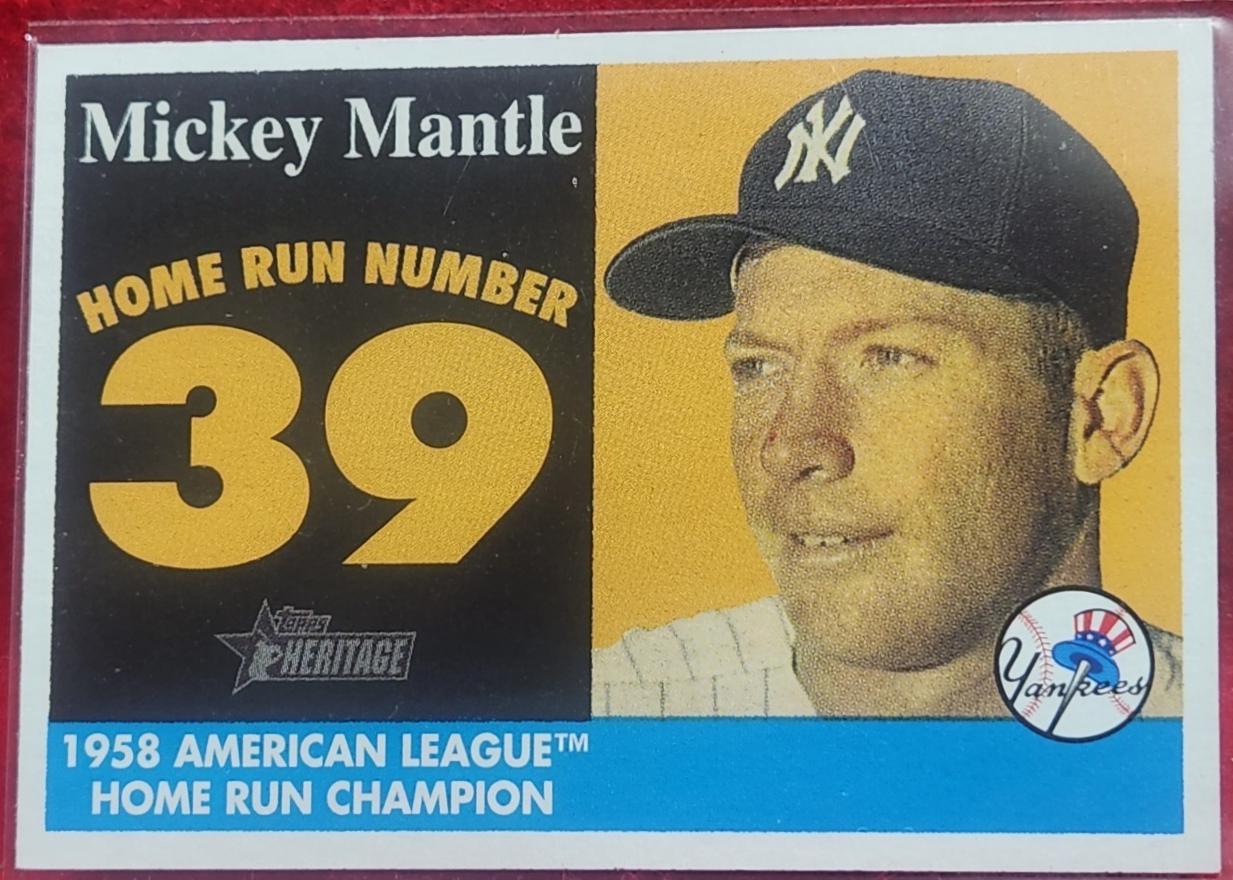 Mickey Mantle
NY
HOME RUN NUMBER
39
Topps
HERITAGE
Yankees
1958 AMERICAN LEAGUE™
HOME RUN CHAMPION